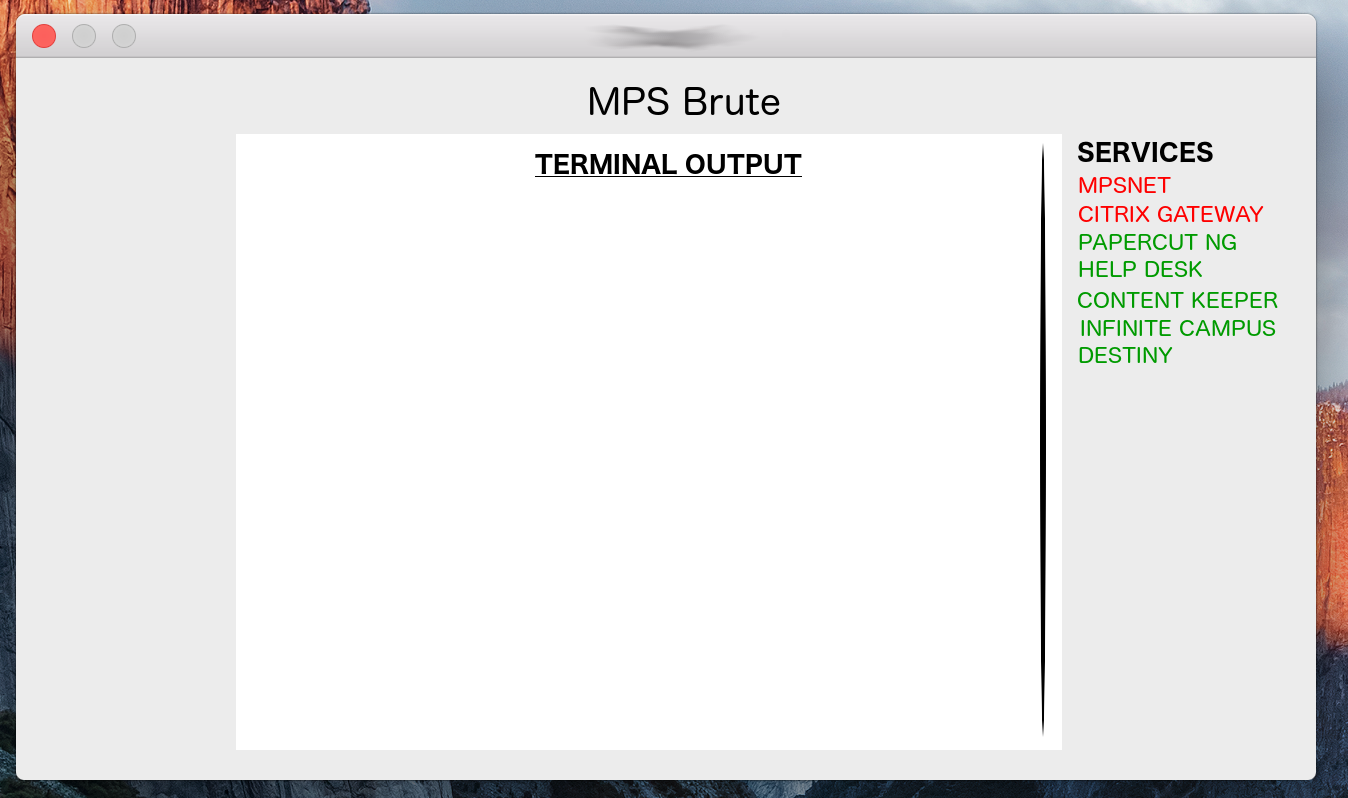 MPS Brute
TERMINAL OUTPUT
SERVICES
MPSNET
CITRIX GATEWAY
PAPERCUT NG
HELP DESK
CONTENT KEEPER
INFINITE CAMPUS
DESTINY